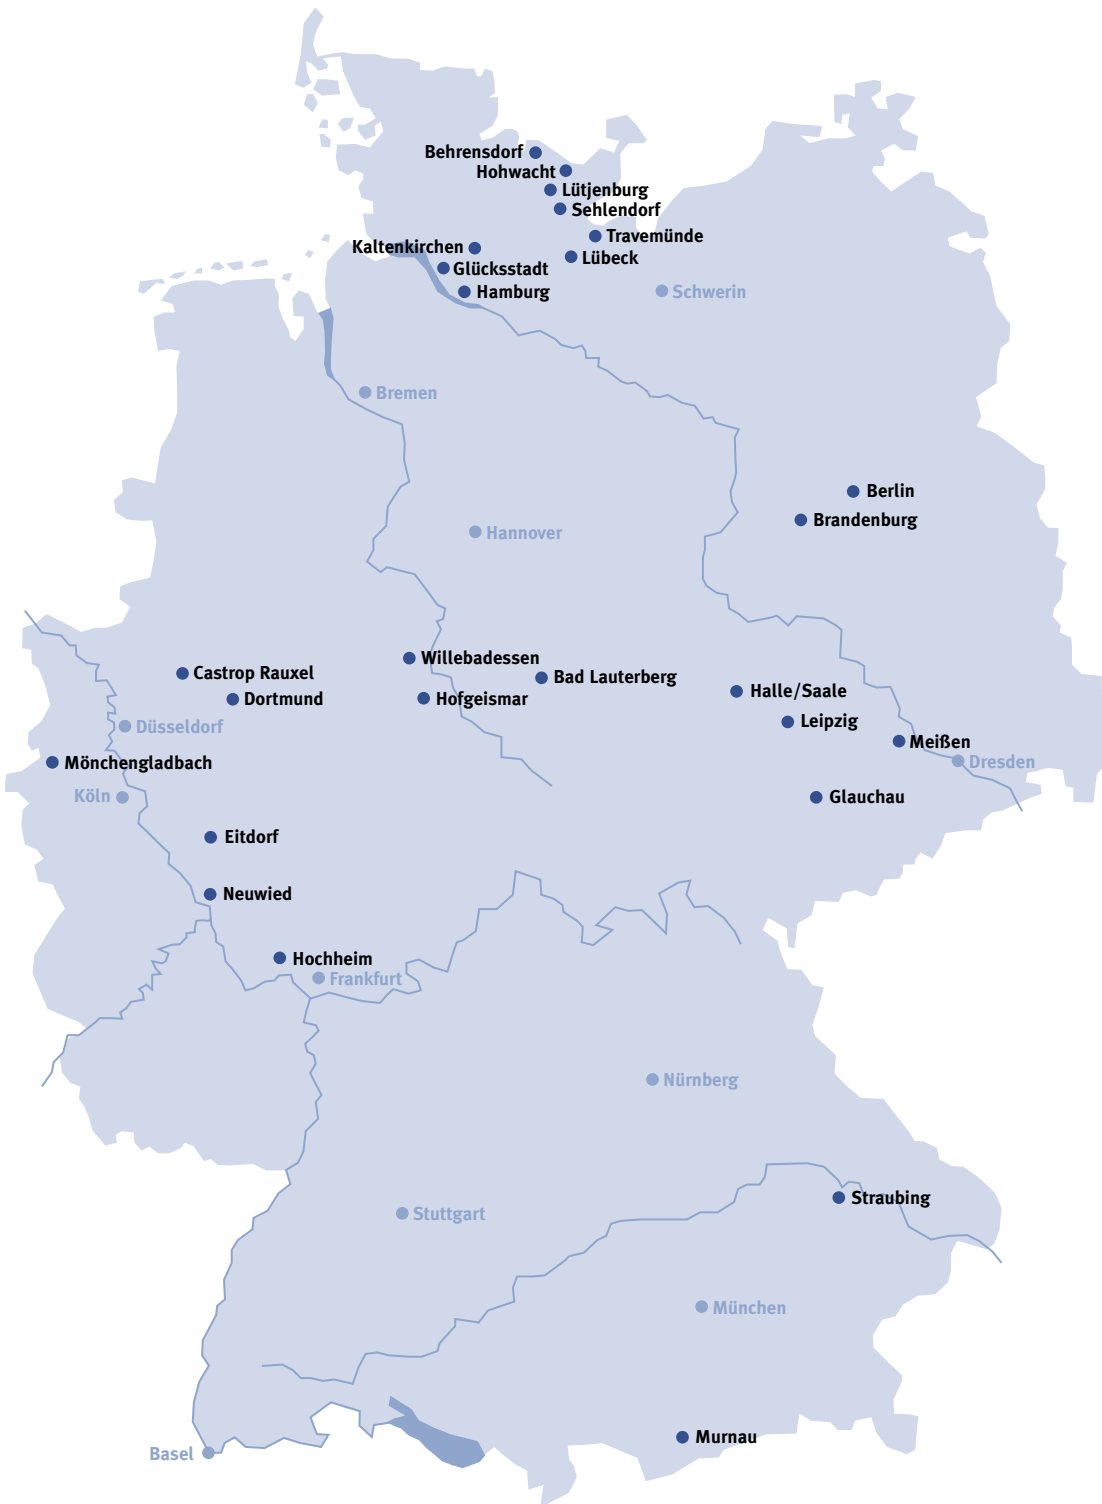 Behrensdorf
Hohwacht
Lütjenburg
Sehlendorf
Travemünde
Kaltenkirchen
Lübeck
Glücksstadt
Hamburg
Schwerin
Bremen
Berlin
Brandenburg
Hannover
Willebadessen
Castrop Rauxel
Bad Lauterberg
Halle/Saale
Dortmund
Hofgeismar
Leipzig
Düsseldorf
Meißen
Mönchengladbach
Dresden
Köln
Glauchau
Eitdorf
Neuwied
Hochheim
Frankfurt
Nürnberg
Straubing
Stuttgart
München
Murnau
Basel